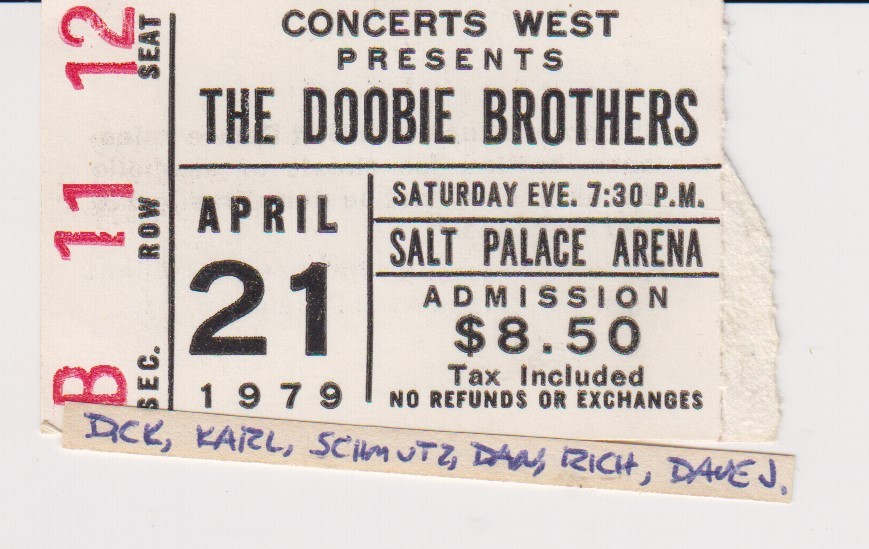 CONCERTS WEST
PRESENTS
THE DOOBIE BROTHERS
APRIL
21
1979
SATURDAY EVE. 7:30 P.M.
SALT PALACE ARENA
ADMISSION
$8.50
Tax Included
NO REFUNDS OR EXCHANGES
12 SEAT
11 ROW
B SEC.
DICK, KARL, SCHMUTZ, DAN, RICH, DAVE J.